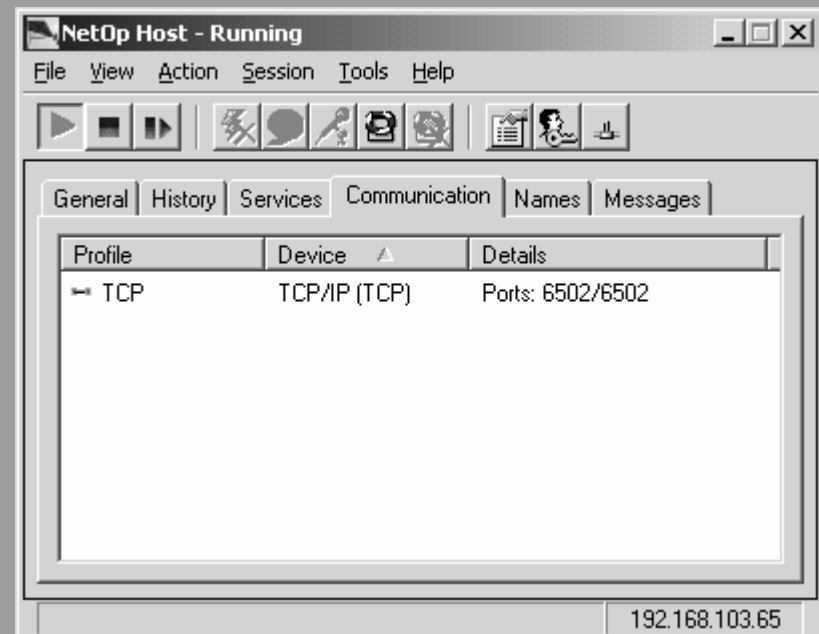 NetOp Host - Running
File View Action Session Tools Help
General History Services Communication Names Messages
Profile Device Details
TCP TCP/IP (TCP) Ports: 6502/6502
192.168.103.65